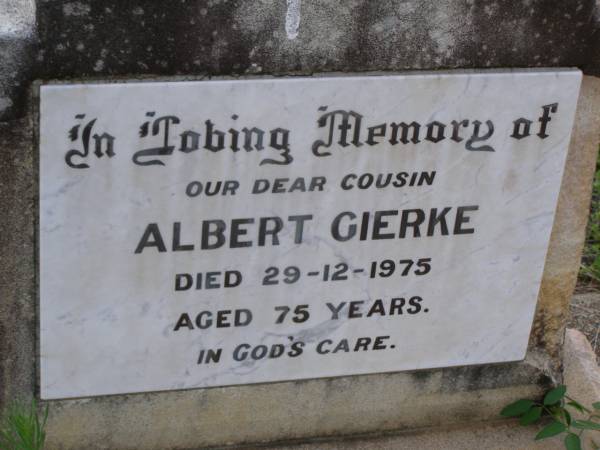 In Loving Memory of
OUR DEAR COUSIN
ALBERT GIERKE
DIED 29-12-1975
AGED 75 YEARS.
IN GOD'S CARE.